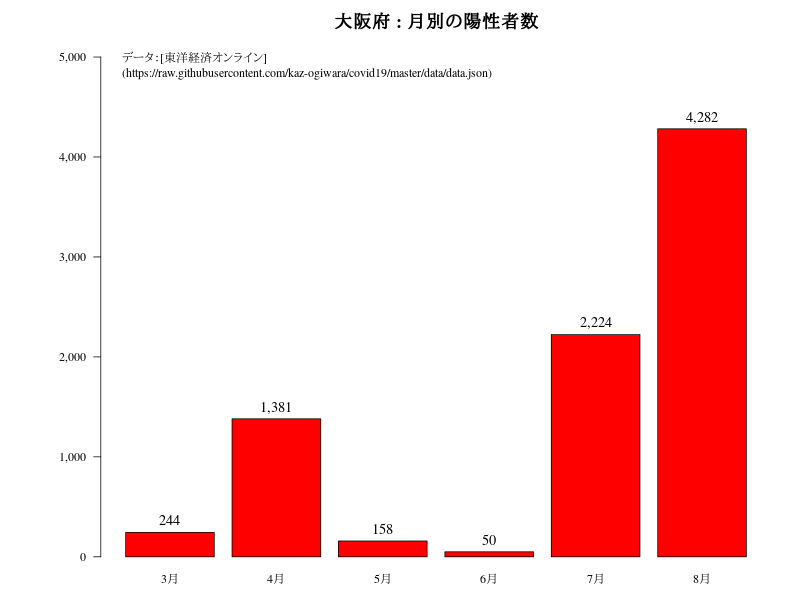 大阪府 : 月別の陽性者数
データ：[東洋経済オンライン]
(https://raw.githubusercontent.com/kaz-ogiwara/covid19/master/data/data.json)
5,000
4,000
3,000
2,000
1,000
0
244
1,381
158
50
2,224
4,282
3月
4月
5月
6月
7月
8月